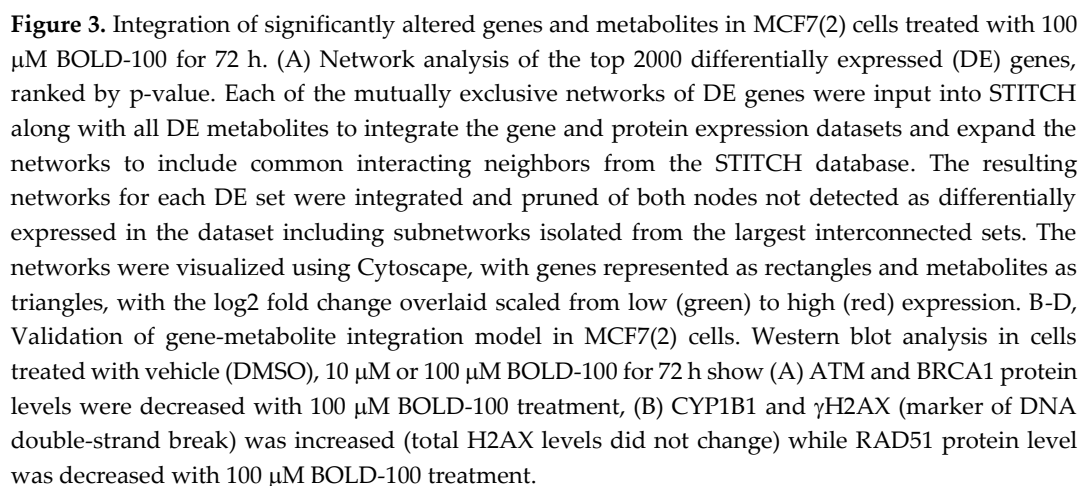 Figure 3. Integration of significantly altered genes and metabolites in MCF7(2) cells treated with 100
μM BOLD-100 for 72 h. (A) Network analysis of the top 2000 differentially expressed (DE) genes,
ranked by p-value. Each of the mutually exclusive networks of DE genes were input into STITCH
along with all DE metabolites to integrate the gene and protein expression datasets and expand the
networks to include common interacting neighbors from the STITCH database. The resulting
networks for each DE set were integrated and pruned of both nodes not detected as differentially
expressed in the dataset including subnetworks isolated from the largest interconnected sets. The
networks were visualized using Cytoscape, with genes represented as rectangles and metabolites as
triangles, with the log2 fold change overlaid scaled from low (green) to high (red) expression. B-D,
Validation of gene-metabolite integration model in MCF7(2) cells. Western blot analysis in cells
treated with vehicle (DMSO), 10 μM or 100 μM BOLD-100 for 72 h show (A) ATM and BRCA1 protein
levels were decreased with 100 μM BOLD-100 treatment, (B) CYP1B1 and γH2AX (marker of DNA
double-strand break) was increased (total H2AX levels did not change) while RAD51 protein level
was decreased with 100 μM BOLD-100 treatment.